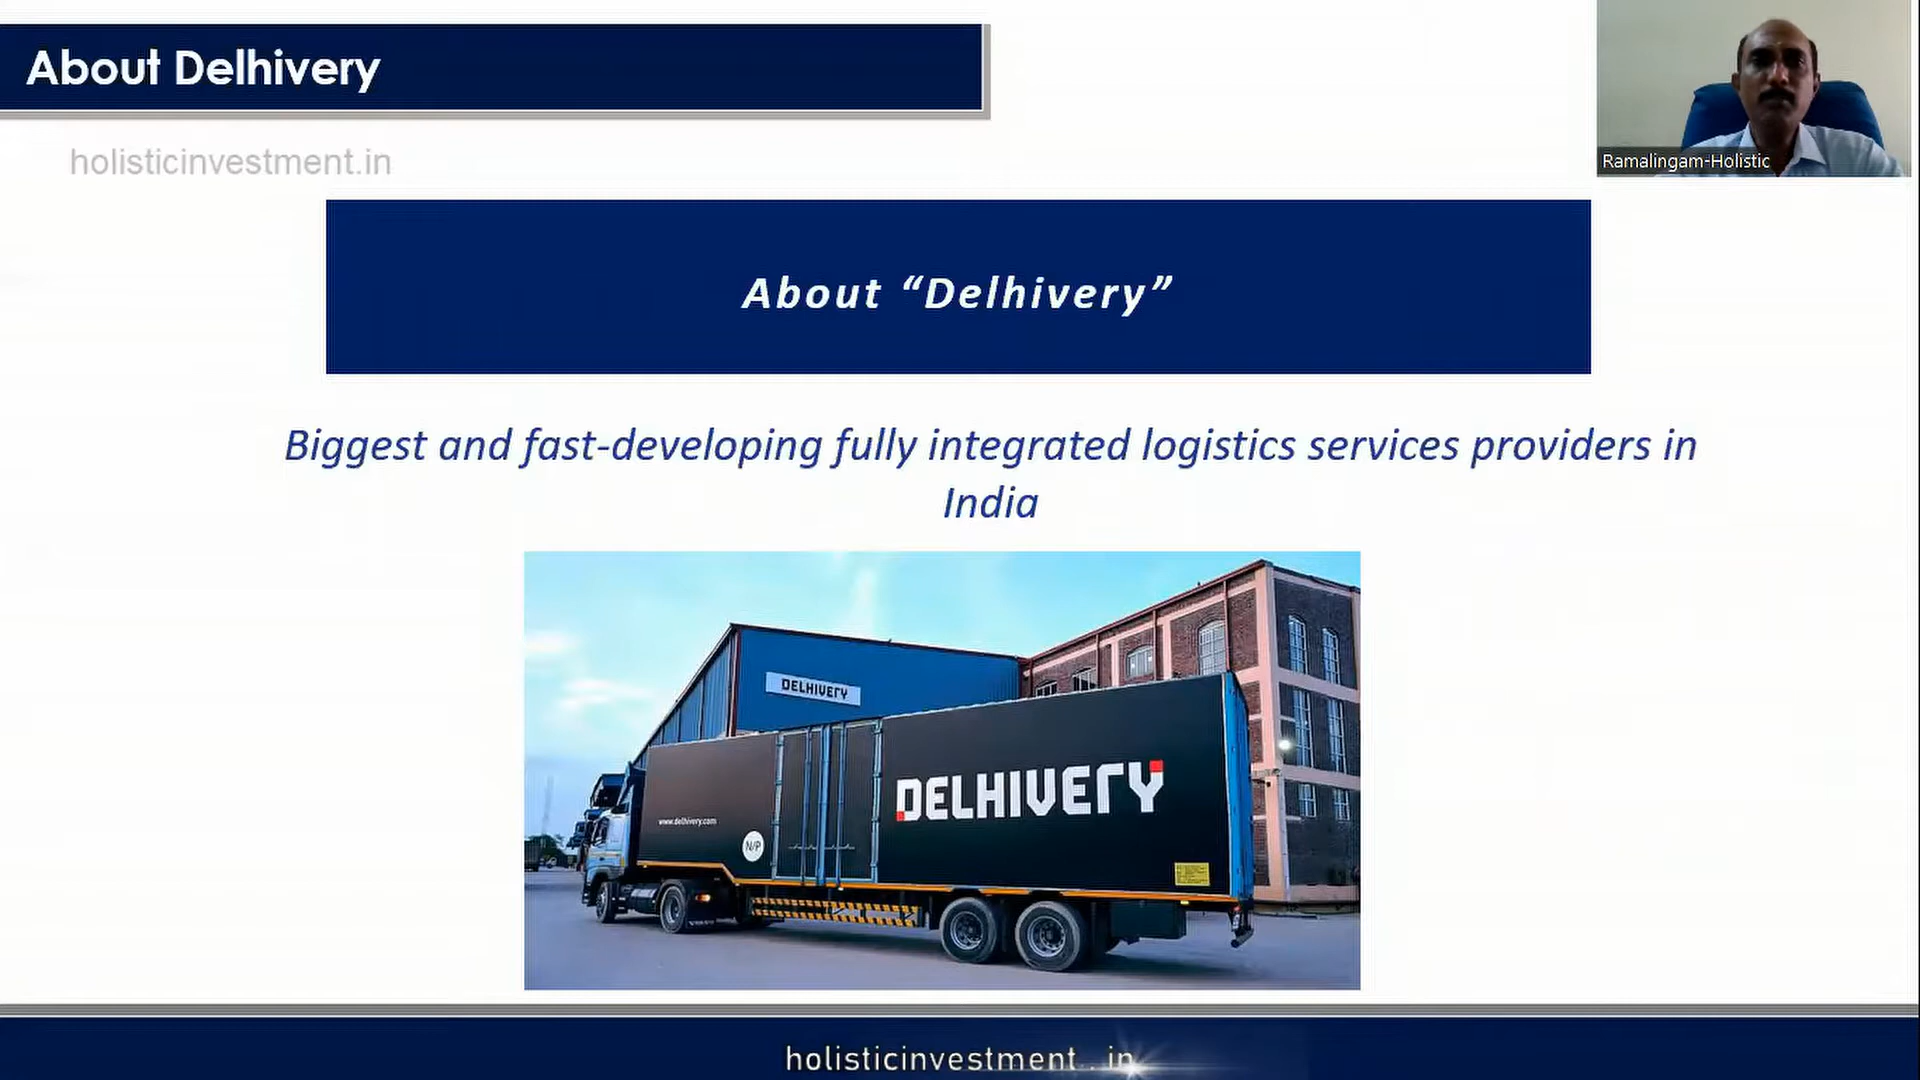 About Delhivery
holisticinvestment.in
Ramalingam-Holistic
About “Delhivery”
Biggest and fast-developing fully integrated logistics services providers in
India
DELHIVERY
DELHIVERY
www.delhivery.com
N/P
holisticinvestment . in